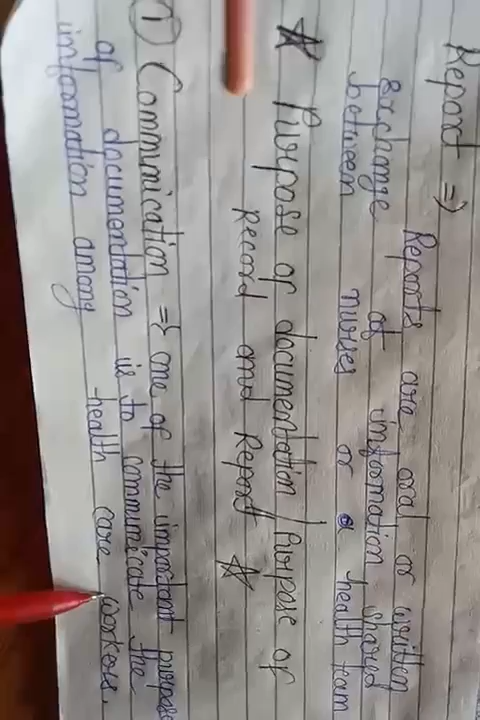 Report ⇒ Reports are oral or written
exchange of information shared
between nurses or a health team
☆ Purpose of documentation / Purpose of
record and Report ☆
① Communication ⇒ one of the important purpose
of documentation is to communicate the
information among health care workers.